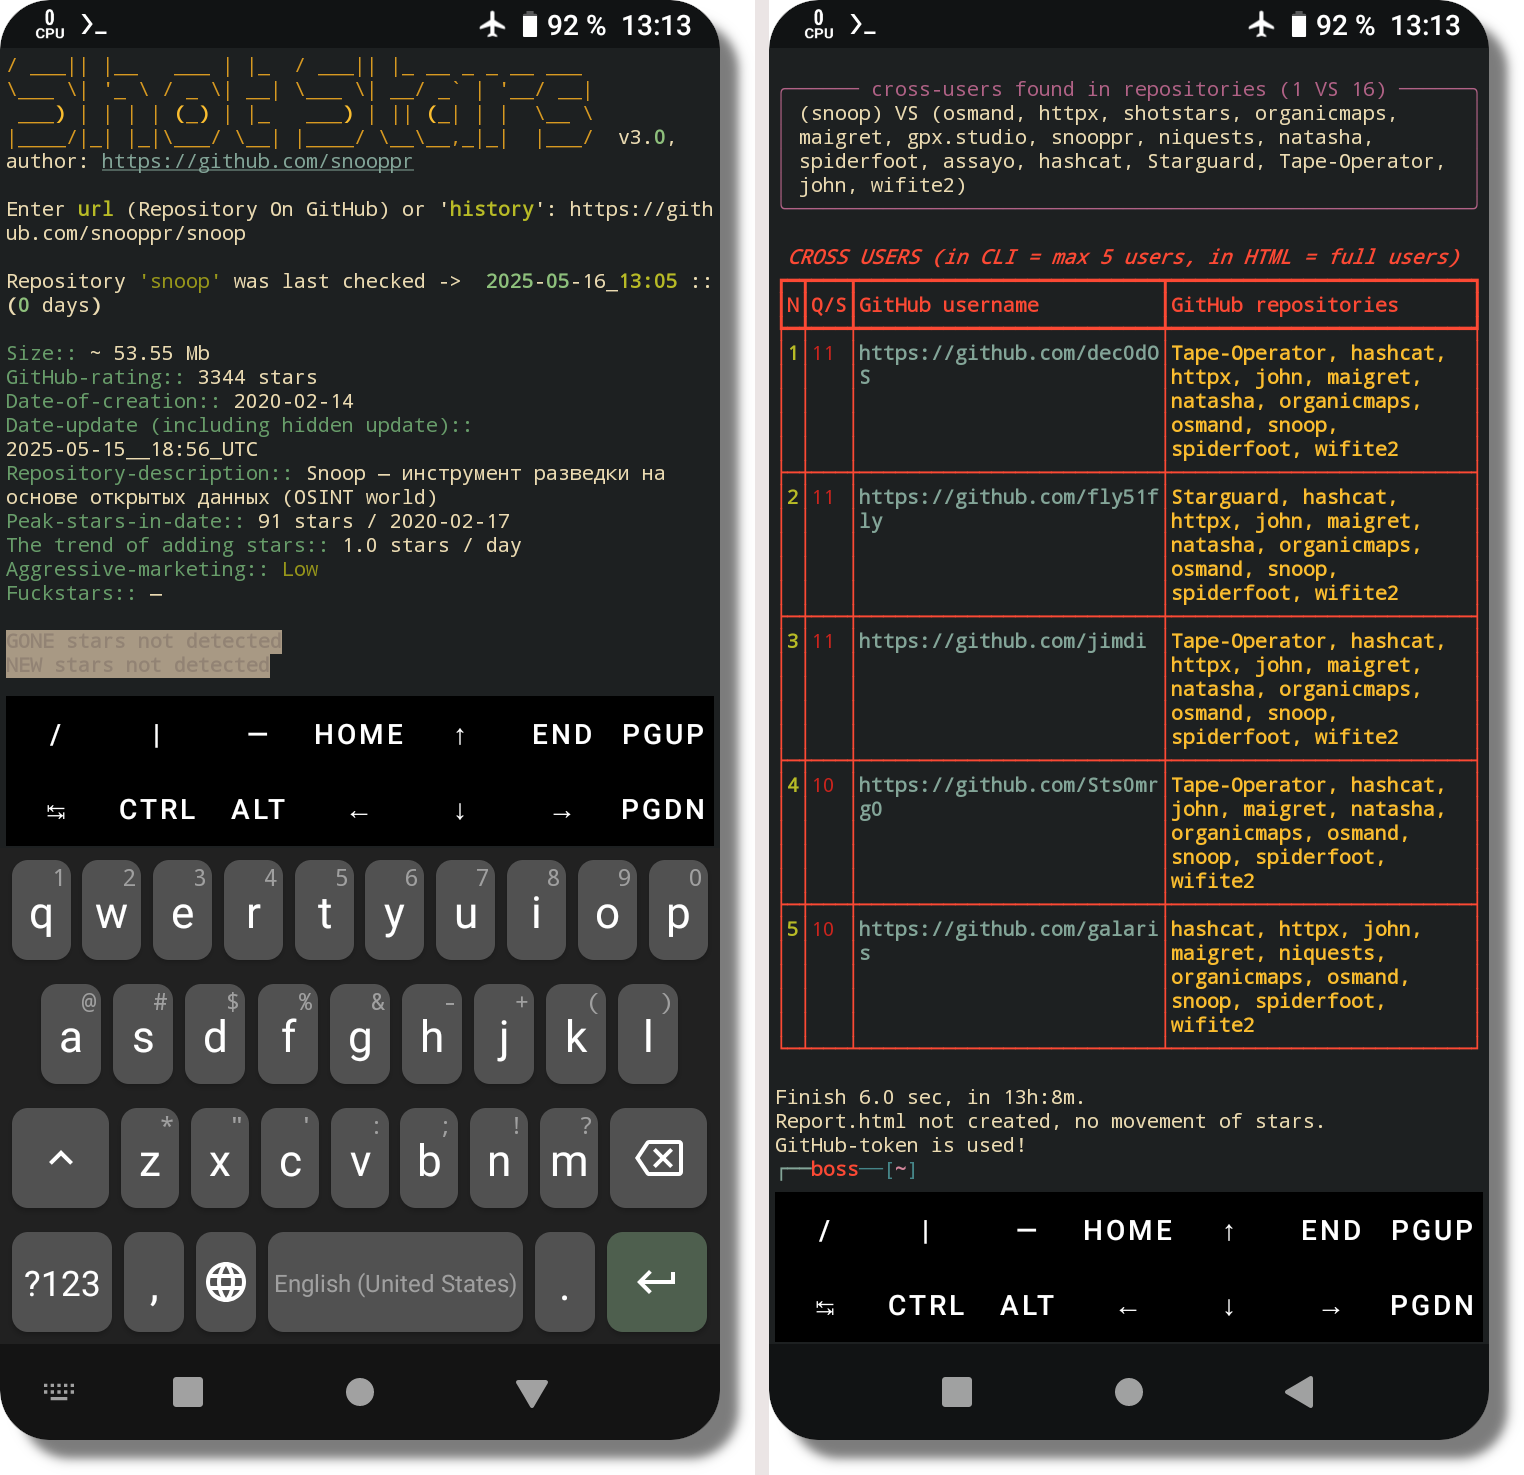 0
CPU
92 % 13:13
/ ___|| |__   ___ | |_  / ___|| |_ __ _ _ __ ___
\___ \| '_ \ / _ \| __| \___ \| __/ _` | '__/ __|
 ___) | | | | (_) | |_   ___) | || (_| | |  \__ \
|____/|_| |_|\___/ \__| |____/ \__\__,_|_|  |___/  v3.0,
author: https://github.com/snooppr
Enter url (Repository On GitHub) or 'history': https://gith
ub.com/snooppr/snoop
Repository 'snoop' was last checked -> 2025-05-16_13:05 ::
(0 days)
Size:: ~ 53.55 Mb
GitHub-rating:: 3344 stars
Date-of-creation:: 2020-02-14
Date-update (including hidden update)::
2025-05-15__18:56_UTC
Repository-description:: Snoop — инструмент разведки на
основе открытых данных (OSINT world)
Peak-stars-in-date:: 91 stars / 2020-02-17
The trend of adding stars:: 1.0 stars / day
Aggressive-marketing:: Low
Fuckstars:: —
GONE stars not detected
NEW stars not detected
/ | — HOME ↑ END PGUP
↹ CTRL ALT ← ↓ → PGDN
1 2 3 4 5 6 7 8 9 0
q w e r t y u i o p
@ # $ % & - + ( )
a s d f g h j k l
* " ' : ; ! ?
z x c v b n m
?123 , English (United States) .
0
CPU
92 % 13:13
cross-users found in repositories (1 VS 16)
(snoop) VS (osmand, httpx, shotstars, organicmaps,
maigret, gpx.studio, snooppr, niquests, natasha,
spiderfoot, assayo, hashcat, Starguard, Tape-Operator,
john, wifite2)
CROSS USERS (in CLI = max 5 users, in HTML = full users)
N Q/S GitHub username GitHub repositories
1 11 https://github.com/dec0d0 Tape-Operator, hashcat,
S httpx, john, maigret,
natasha, organicmaps,
osmand, snoop,
spiderfoot, wifite2
2 11 https://github.com/fly51f Starguard, hashcat,
ly httpx, john, maigret,
natasha, organicmaps,
osmand, snoop,
spiderfoot, wifite2
3 11 https://github.com/jimdi Tape-Operator, hashcat,
httpx, john, maigret,
natasha, organicmaps,
osmand, snoop,
spiderfoot, wifite2
4 10 https://github.com/Sts0mr Tape-Operator, hashcat,
g0 john, maigret, natasha,
organicmaps, osmand,
snoop, spiderfoot,
wifite2
5 10 https://github.com/galari hashcat, httpx, john,
s maigret, niquests,
organicmaps, osmand,
snoop, spiderfoot,
wifite2
Finish 6.0 sec, in 13h:8m.
Report.html not created, no movement of stars.
GitHub-token is used!
┌──boss──[~]
/ | — HOME ↑ END PGUP
↹ CTRL ALT ← ↓ → PGDN